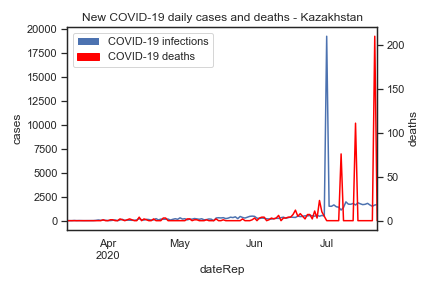 New COVID-19 daily cases and deaths - Kazakhstan
COVID-19 infections
COVID-19 deaths
20000
17500
15000
12500
10000
7500
5000
2500
0
cases
200
150
100
50
0
deaths
Apr
2020
May
Jun
Jul
dateRep